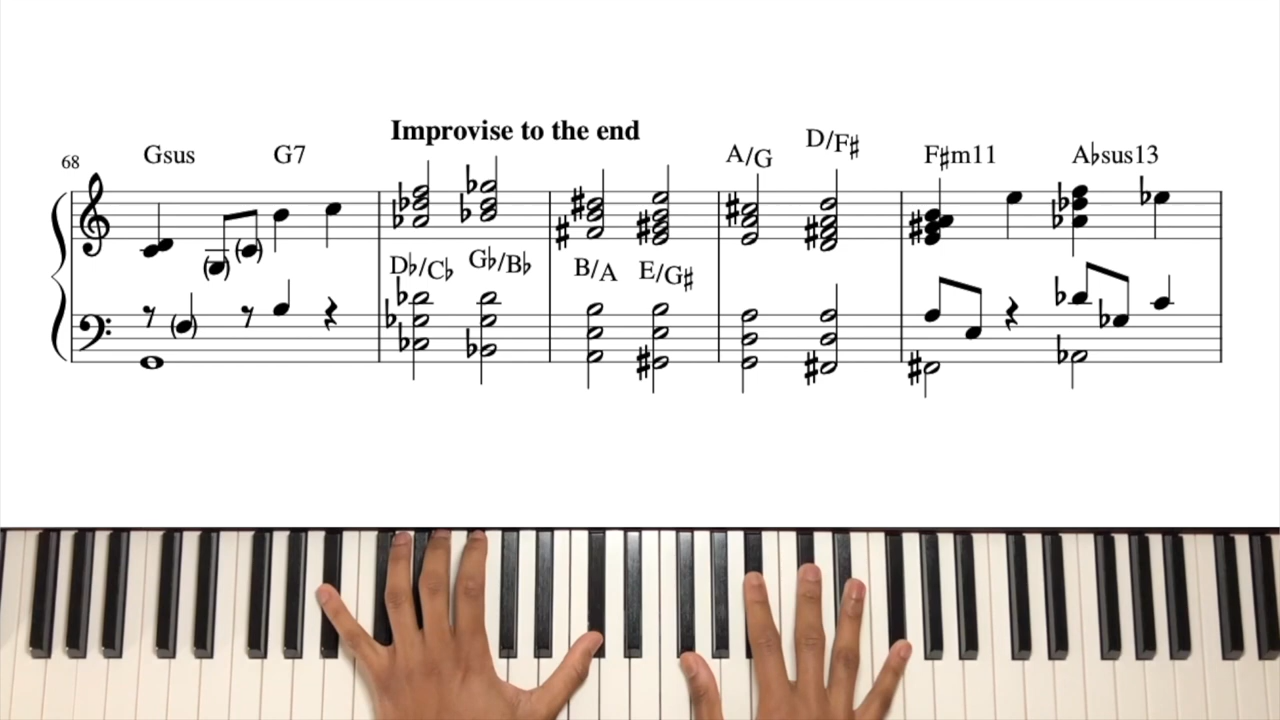 Improvise to the end
68 Gsus G7 A/G D/F♯ F♯m11 A♭sus13
D♭/C♭ G♭/B♭ B/A E/G♯